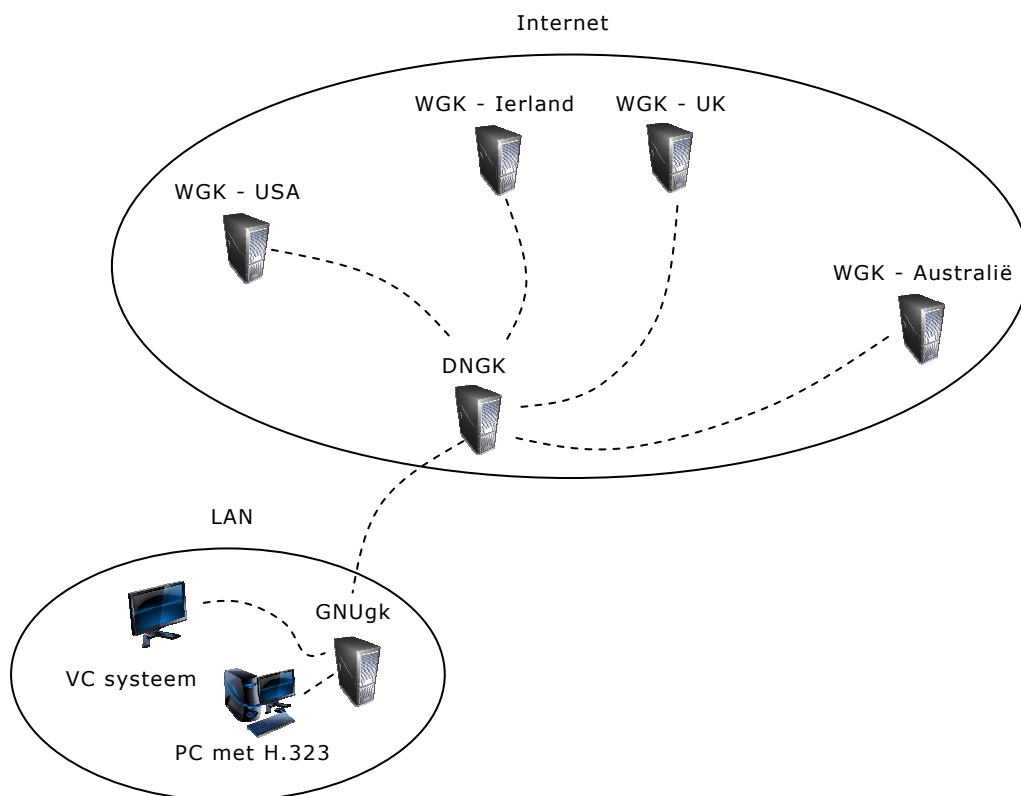 Internet
WGK - Ierland
WGK - UK
WGK - USA
WGK - Australië
DNGK
LAN
GNUgk
VC systeem
PC met H.323